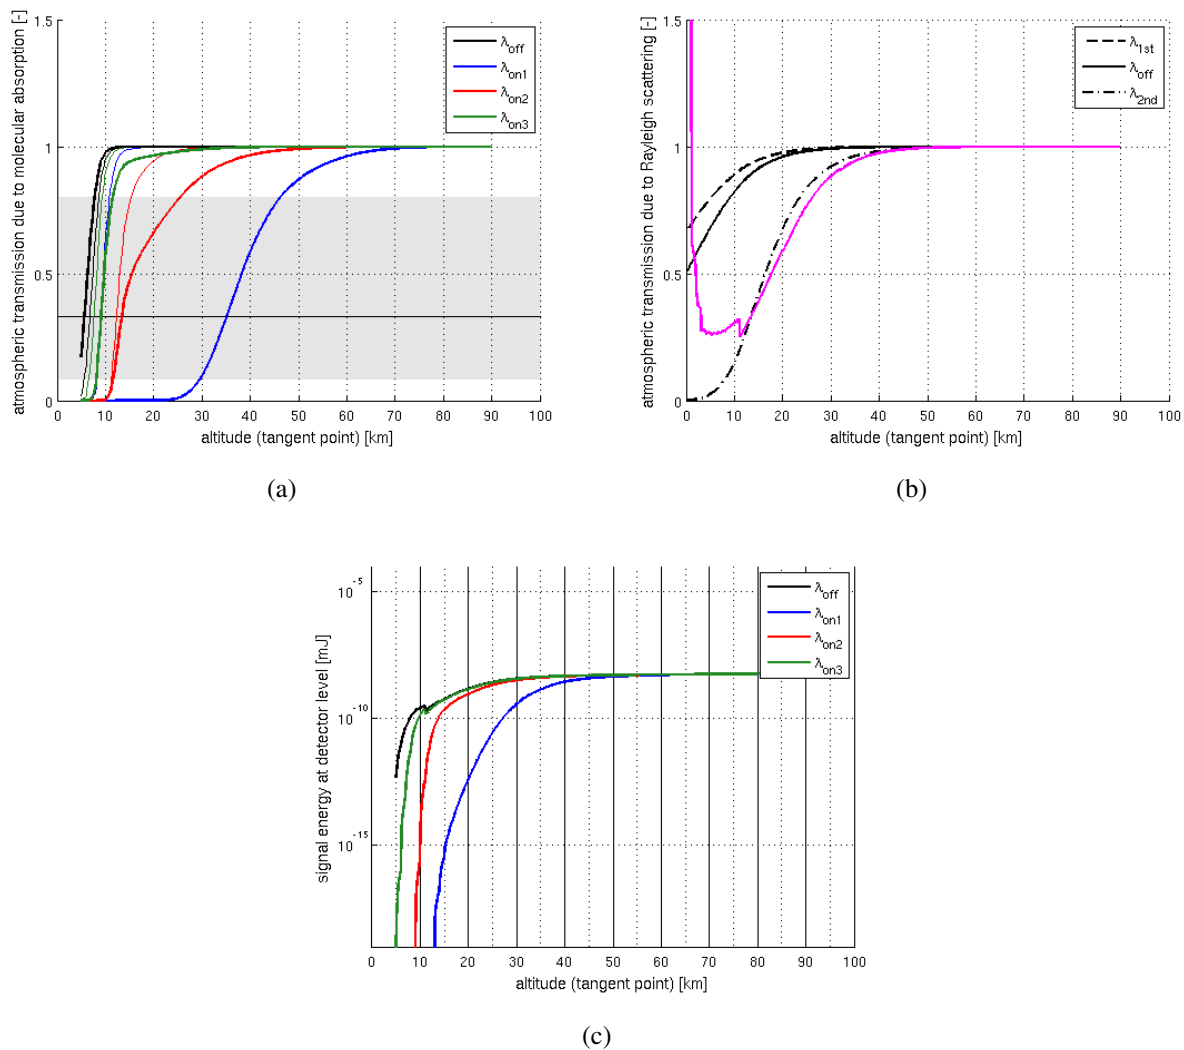 atmospheric transmission due to molecular absorption [-]
1.5
1
0.5
0
0 10 20 30 40 50 60 70 80 90 100
altitude (tangent point) [km]
λoff
λon1
λon2
λon3
(a)
atmospheric transmission due to Rayleigh scattering [-]
1.5
1
0.5
0
0 10 20 30 40 50 60 70 80 90 100
altitude (tangent point) [km]
λ1st
λoff
λ2nd
(b)
signal energy at detector level [mJ]
10-5
10-10
10-15
0 10 20 30 40 50 60 70 80 90 100
altitude (tangent point) [km]
λoff
λon1
λon2
λon3
(c)